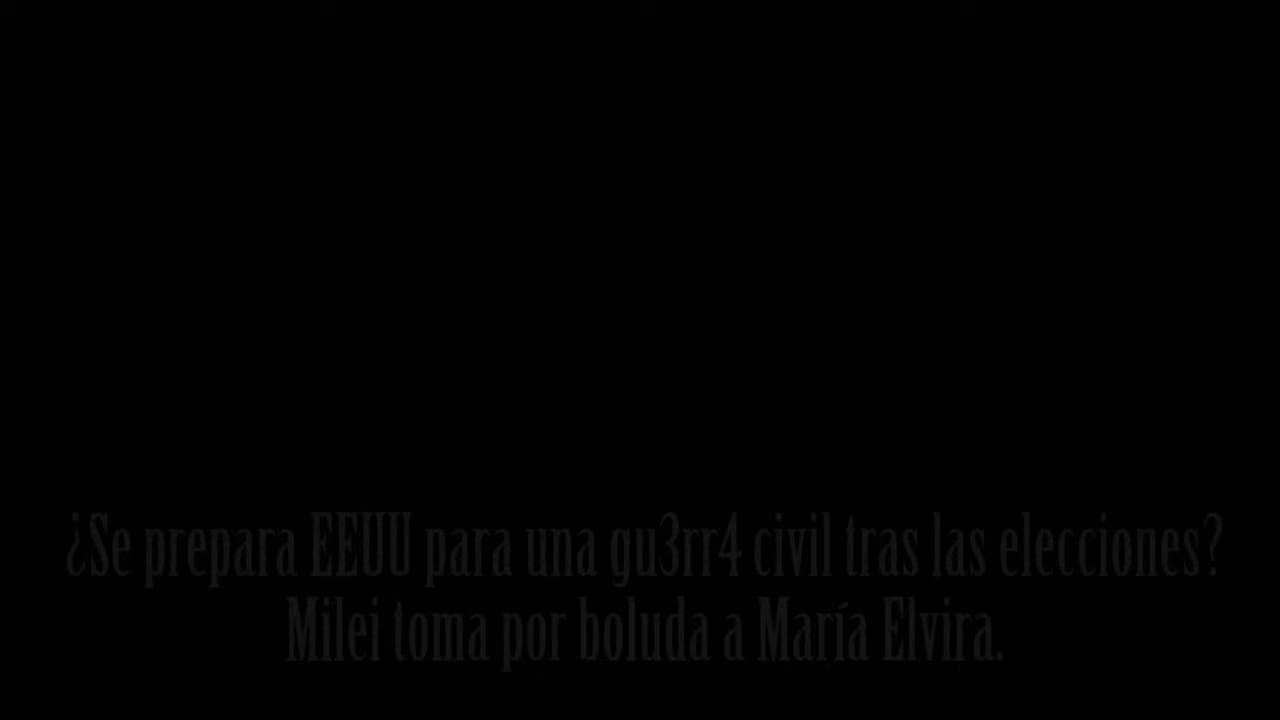 ¿Se prepara EEUU para una gu3rr4 civil tras las elecciones?
Milei toma por boluda a María Elvira.